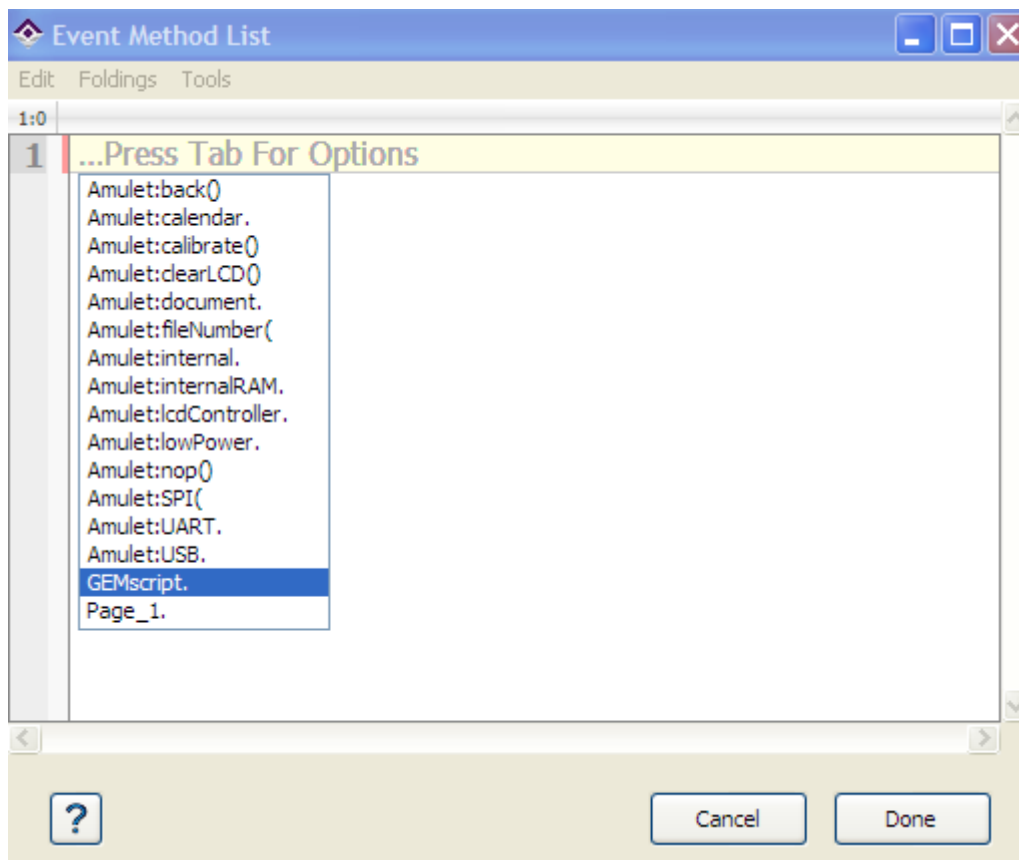 Event Method List
Edit Foldings Tools
1:0
1 ...Press Tab For Options
Amulet:back()
Amulet:calendar.
Amulet:calibrate()
Amulet:clearLCD()
Amulet:document.
Amulet:fileNumber(
Amulet:internal.
Amulet:internalRAM.
Amulet:lcdController.
Amulet:lowPower.
Amulet:nop()
Amulet:SPI(
Amulet:UART.
Amulet:USB.
GEMscript.
Page_1.
? Cancel Done